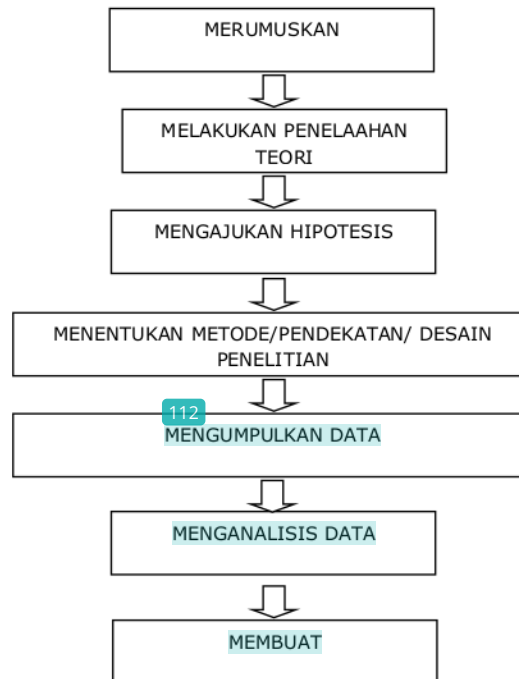 MERUMUSKAN
MELAKUKAN PENELAAHAN
TEORI
MENGAJUKAN HIPOTESIS
MENENTUKAN METODE/PENDEKATAN/ DESAIN
PENELITIAN
112
MENGUMPULKAN DATA
MENGANALISIS DATA
MEMBUAT